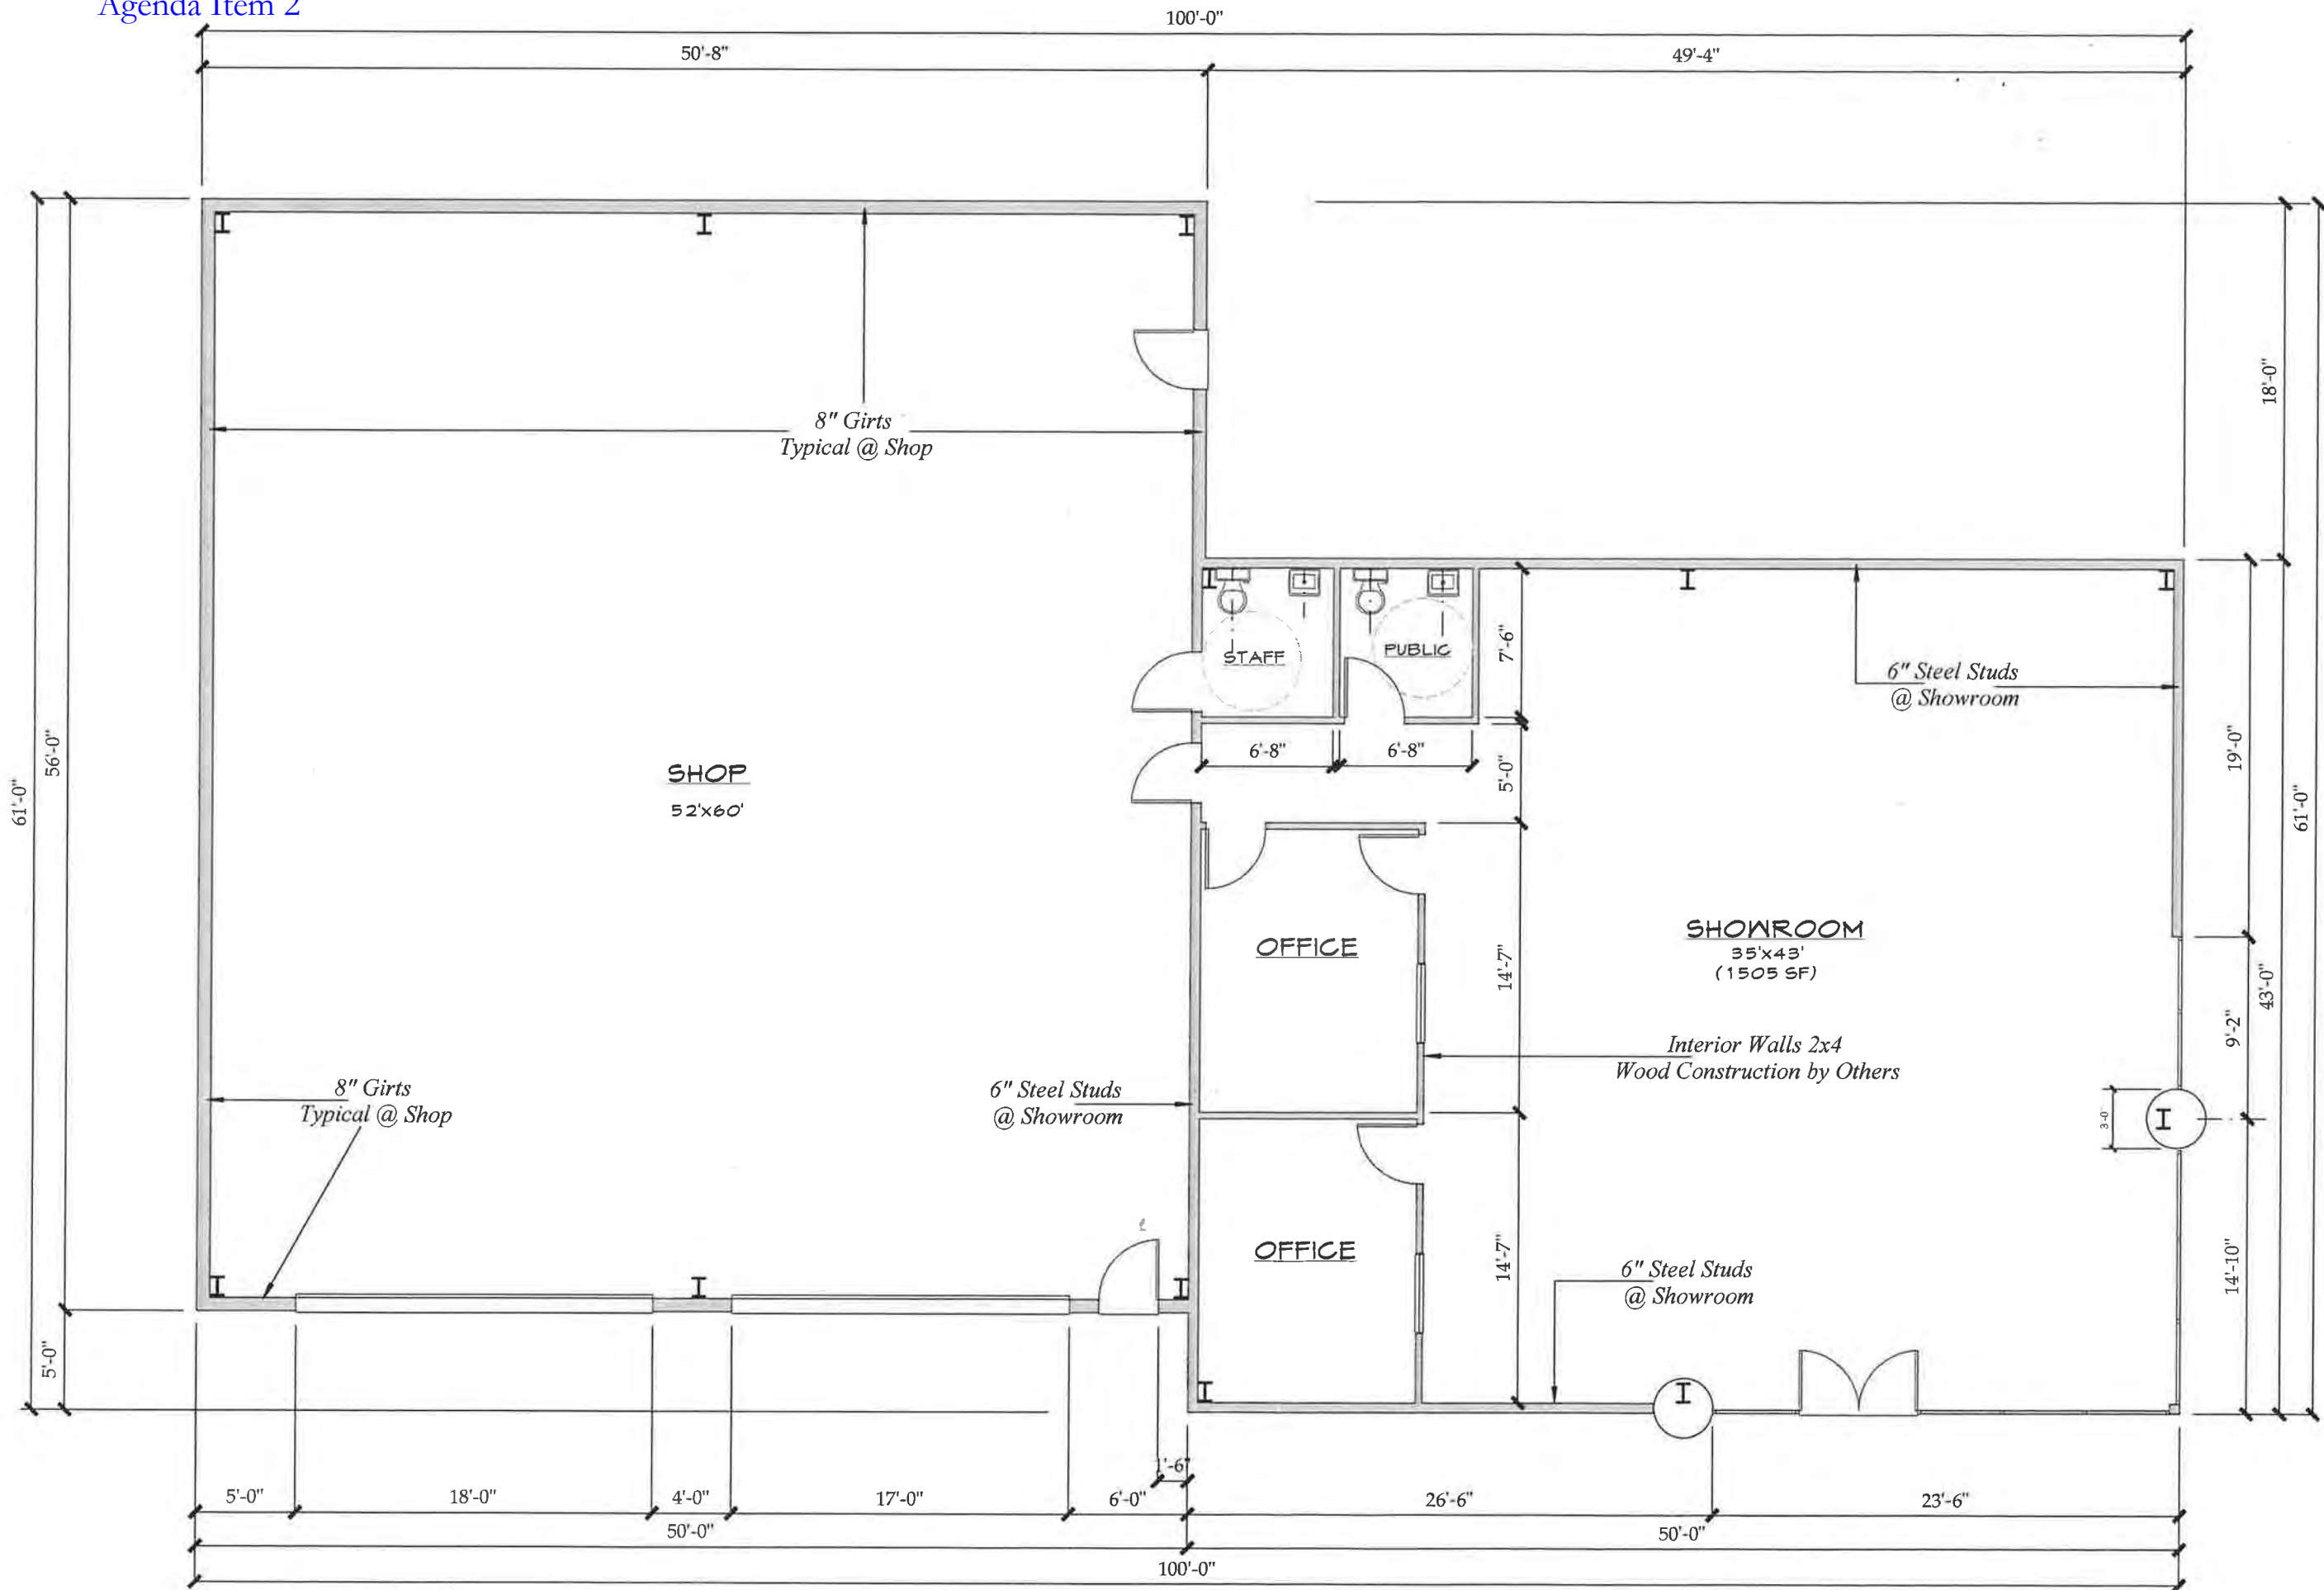 Agenda Item 2
100'-0"
50'-8"
49'-4"
18'-0"
8" Girts
Typical @ Shop
STAFF
PUBLIC
7'-6"
6" Steel Studs
@ Showroom
61'-0"
56'-0"
SHOP
52'x60'
6'-8"
6'-8"
5'-0"
19'-0"
61'-0"
OFFICE
14'-7"
SHOWROOM
35'x43'
(1505 SF)
43'-0"
9'-2"
Interior Walls 2x4
Wood Construction by Others
8" Girts
Typical @ Shop
6" Steel Studs
@ Showroom
3'-0"
OFFICE
14'-7"
6" Steel Studs
@ Showroom
14'-10"
5'-0"
1'-6"
5'-0"
18'-0"
4'-0"
17'-0"
6'-0"
26'-6"
23'-6"
50'-0"
50'-0"
100'-0"